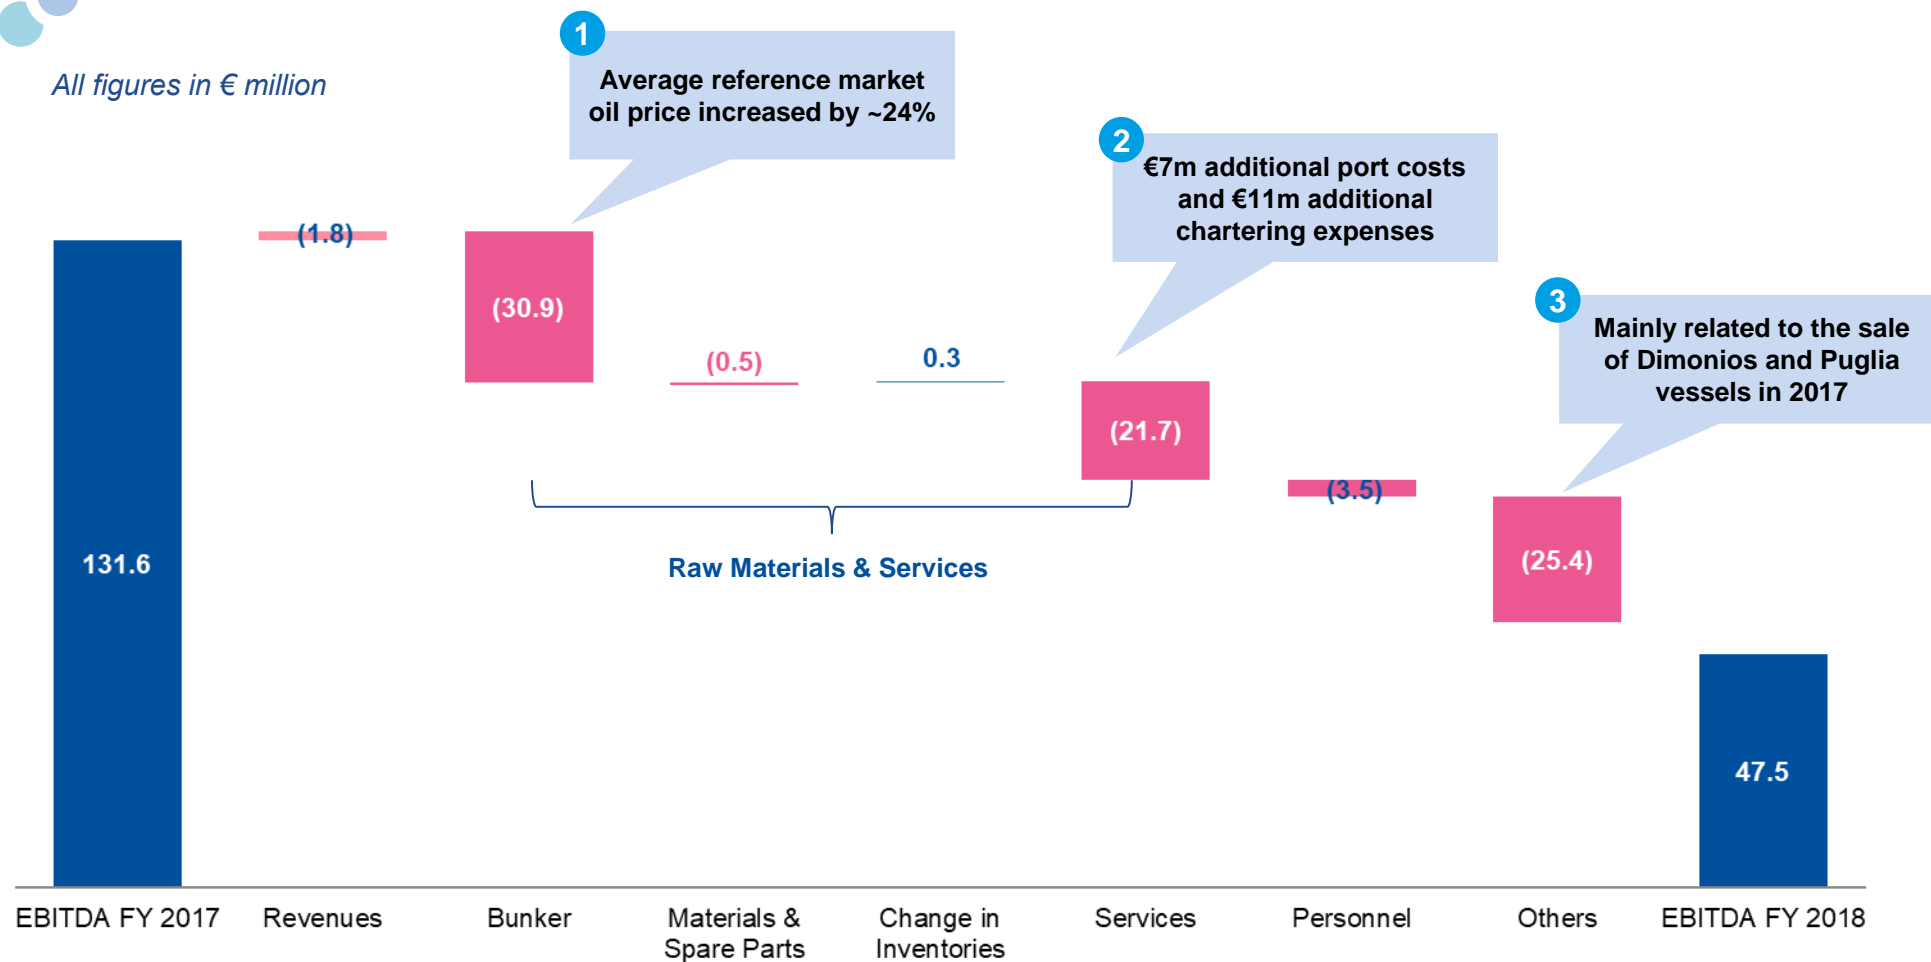 All figures in € million
1
Average reference market
oil price increased by ~24%
2
€7m additional port costs
and €11m additional
chartering expenses
3
Mainly related to the sale
of Dimonios and Puglia
vessels in 2017
131.6
(1.8)
(30.9)
(0.5)
0.3
(21.7)
(3.5)
(25.4)
47.5
Raw Materials & Services
EBITDA FY 2017
Revenues
Bunker
Materials &
Spare Parts
Change in
Inventories
Services
Personnel
Others
EBITDA FY 2018